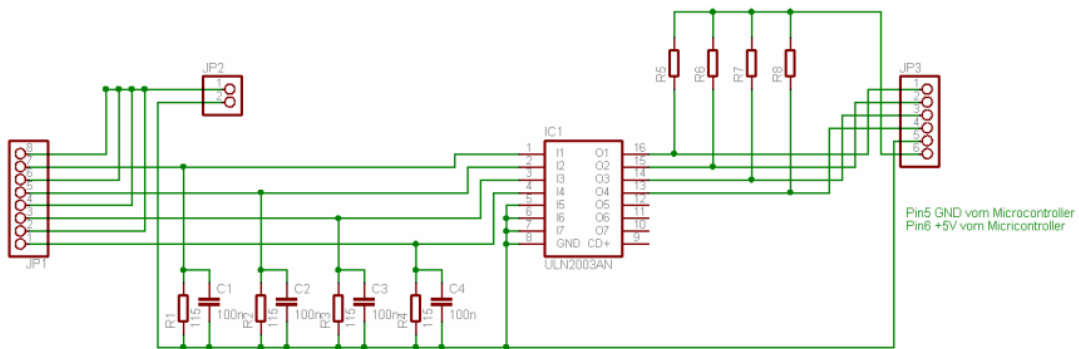 JP2
1
2
JP1
8
7
6
5
4
3
2
1
R1
115
C1
100n
R2
115
C2
100n
R3
115
C3
100n
R4
115
C4
100n
IC1
1 I1 O1 16
2 I2 O2 15
3 I3 O3 14
4 I4 O4 13
5 I5 O5 12
6 I6 O6 11
7 I7 O7 10
8 GND CD+ 9
ULN2003AN
R5
R6
R7
R8
JP3
1
2
3
4
5
6
Pin5 GND vom Microcontroller
Pin6 +5V vom Micricontroller